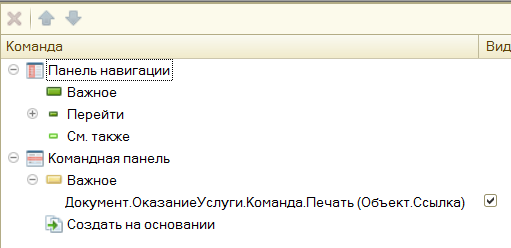 Команда Вид
Панель навигации
Важное
Перейти
См. также
Командная панель
Важное
Документ.ОказаниеУслуги.Команда.Печать (Объект.Ссылка)
Создать на основании